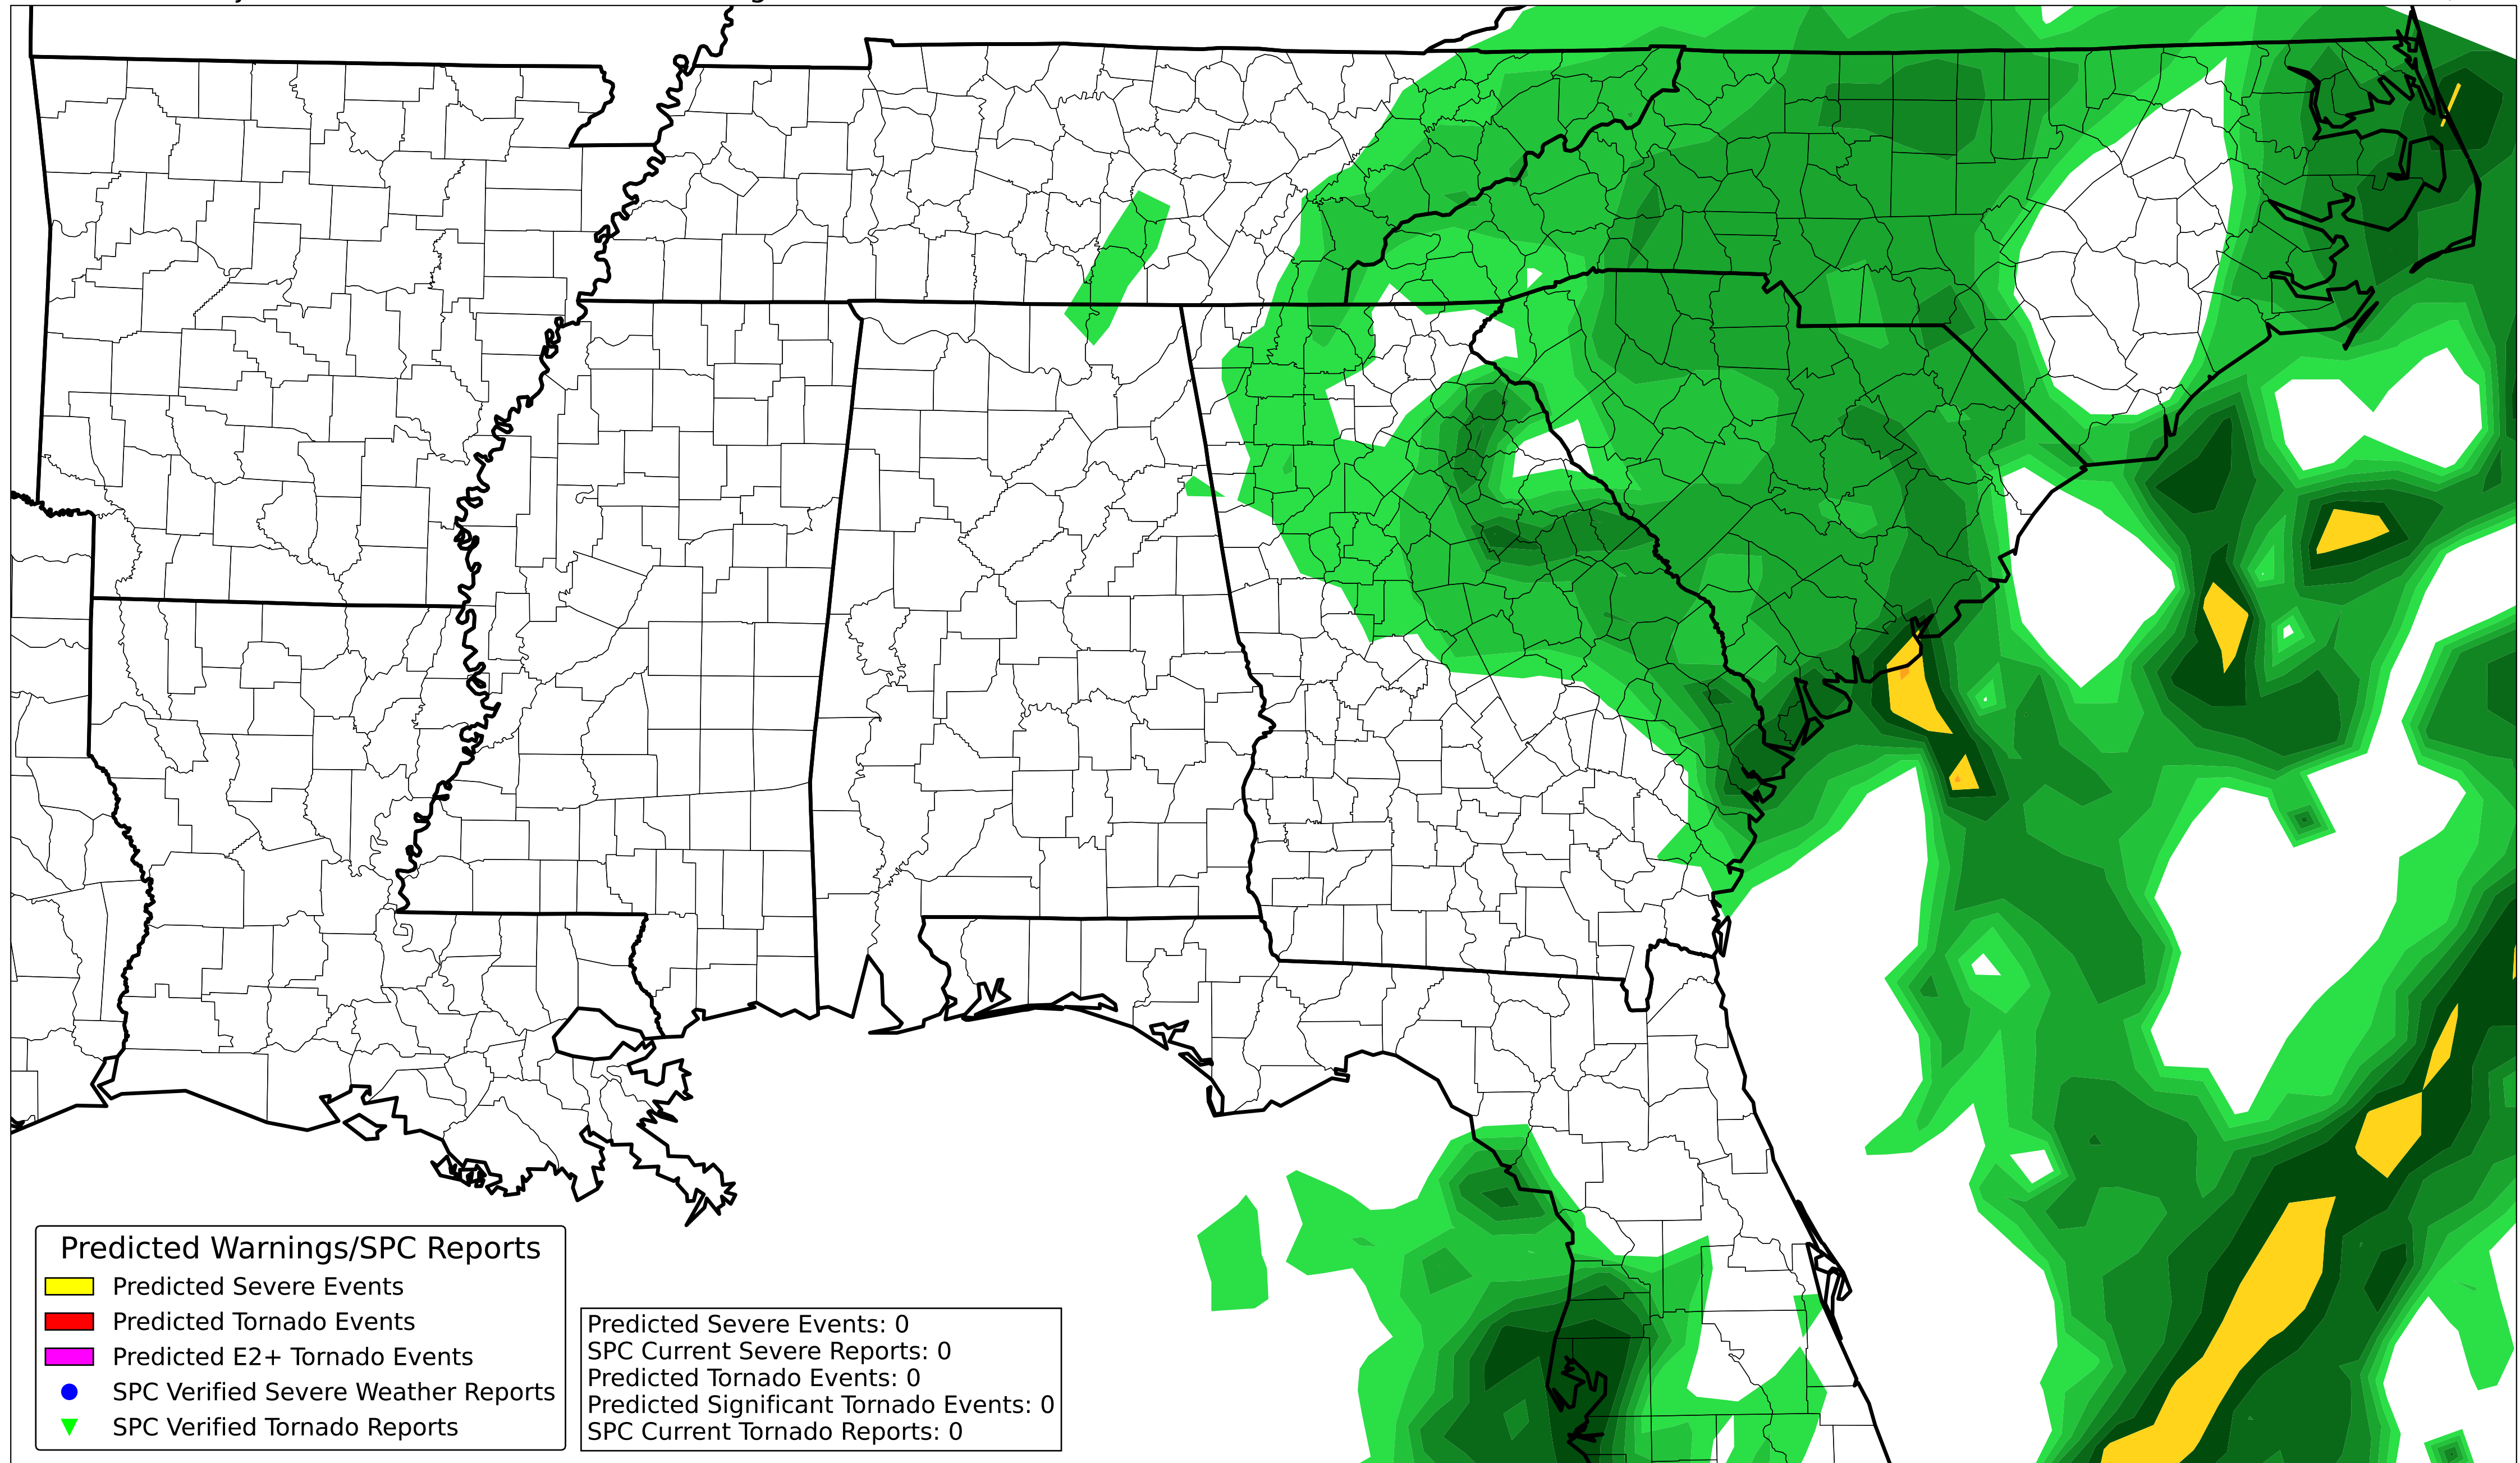 Predicted Warnings/SPC Reports
Predicted Severe Events
Predicted Tornado Events
Predicted E2+ Tornado Events
SPC Verified Severe Weather Reports
SPC Verified Tornado Reports
Predicted Severe Events: 0
SPC Current Severe Reports: 0
Predicted Tornado Events: 0
Predicted Significant Tornado Events: 0
SPC Current Tornado Reports: 0